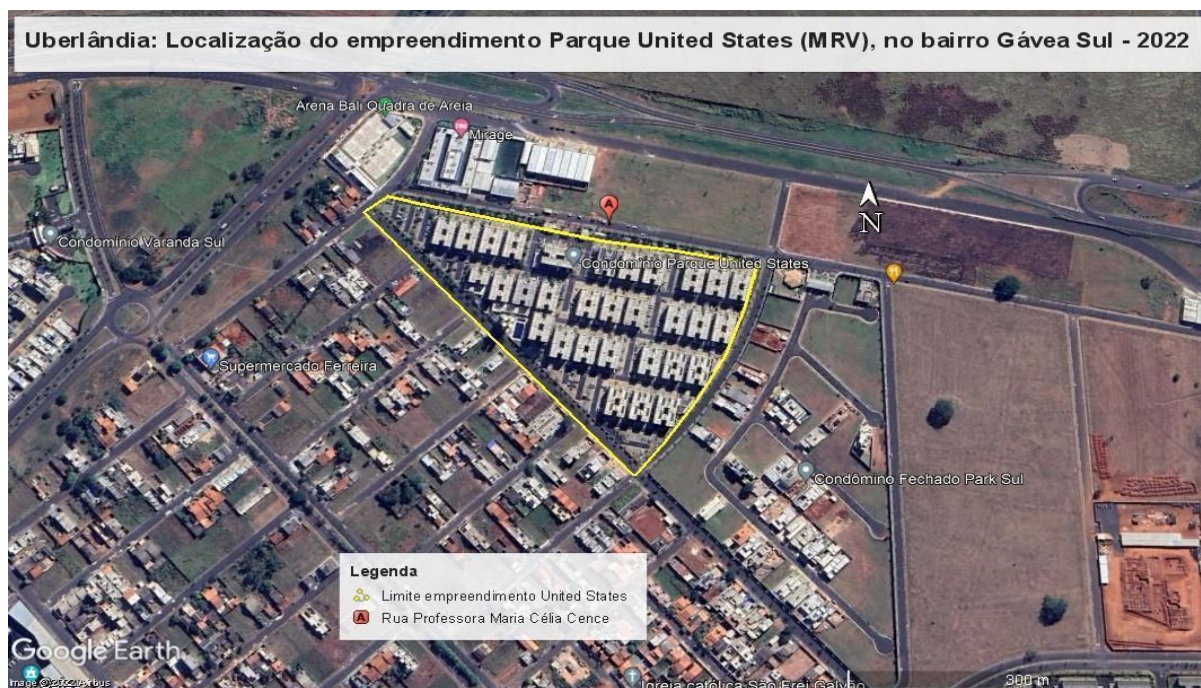 Uberlândia: Localização do empreendimento Parque United States (MRV), no bairro Gávea Sul - 2022
Arena Bali Quadra de Areia
Mirage
A
N
Condomínio Varanda Sul
Condomínio Parque United States
Supermercado Ferreira
Condômino Fechado Park Sul
Legenda
Limite empreendimento United States
A Rua Professora Maria Célia Cence
Google Earth
Image © 2022 Airbus
Igreja católica São Frei Galvão
300 m